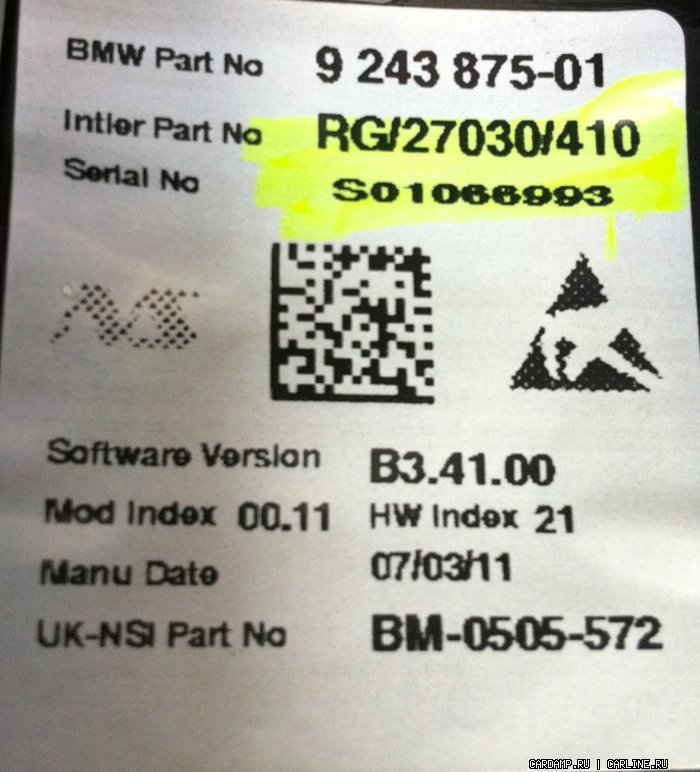 BMW Part No 9 243 875-01
Intier Part No RG/27030/410
Serial No S01066993
Software Version B3.41.00
Mod Index 00.11 HW Index 21
Manu Date 07/03/11
UK-NSI Part No BM-0505-572
CARDAMP.RU | CARLINE.RU